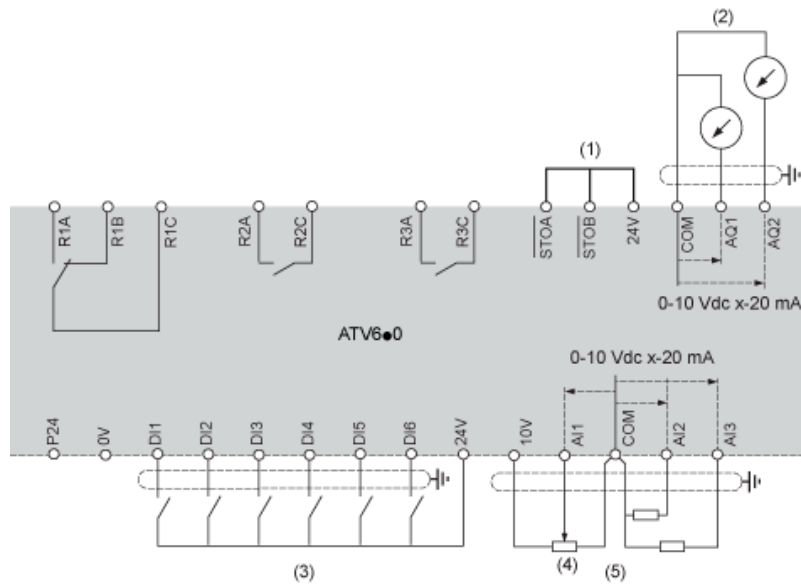 (2)
(1)
R1A R1B R1C R2A R2C R3A R3C STOA STOB 24V COM AQ1 AQ2
0-10 Vdc x-20 mA
ATV6●0
0-10 Vdc x-20 mA
P24 0V DI1 DI2 DI3 DI4 DI5 DI6 24V 10V AI1 COM AI2 AI3
(3) (4) (5)